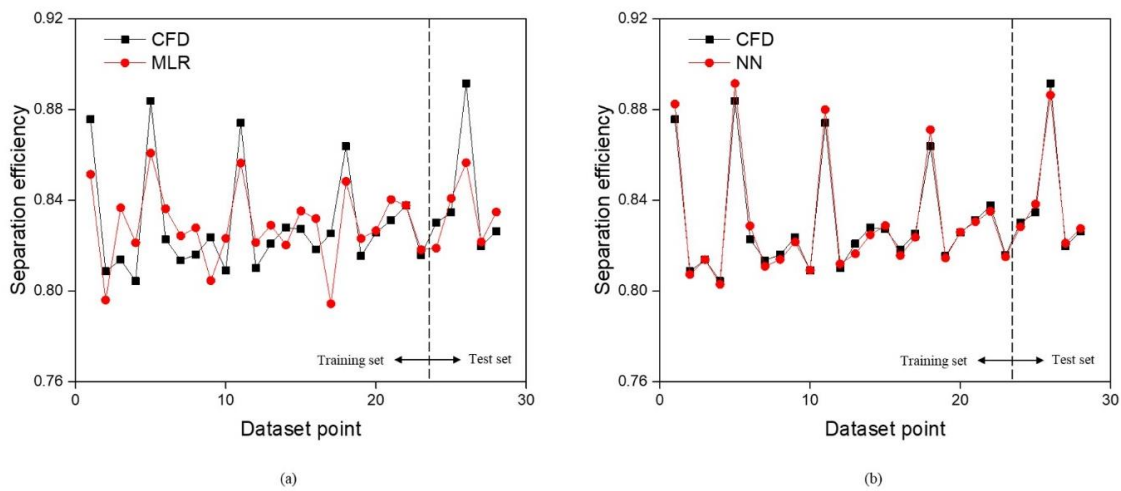 0.92
CFD
MLR
0.88
Separation efficiency
0.84
0.80
Training set
Test set
0.76
0
10
20
30
Dataset point
(a)
0.92
CFD
NN
0.88
Separation efficiency
0.84
0.80
Training set
Test set
0.76
0
10
20
30
Dataset point
(b)